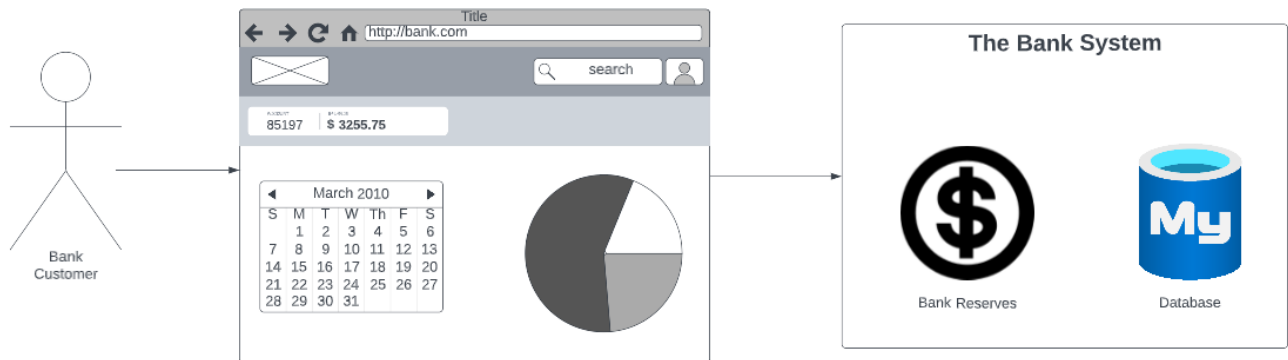 Title
http://bank.com
search
ACCOUNT BALANCE
85197 $ 3255.75
The Bank System
March 2010
S M T W Th F S
1 2 3 4 5 6
7 8 9 10 11 12 13
14 15 16 17 18 19 20
21 22 23 24 25 26 27
28 29 30 31
My
Bank
Customer
Bank Reserves
Database